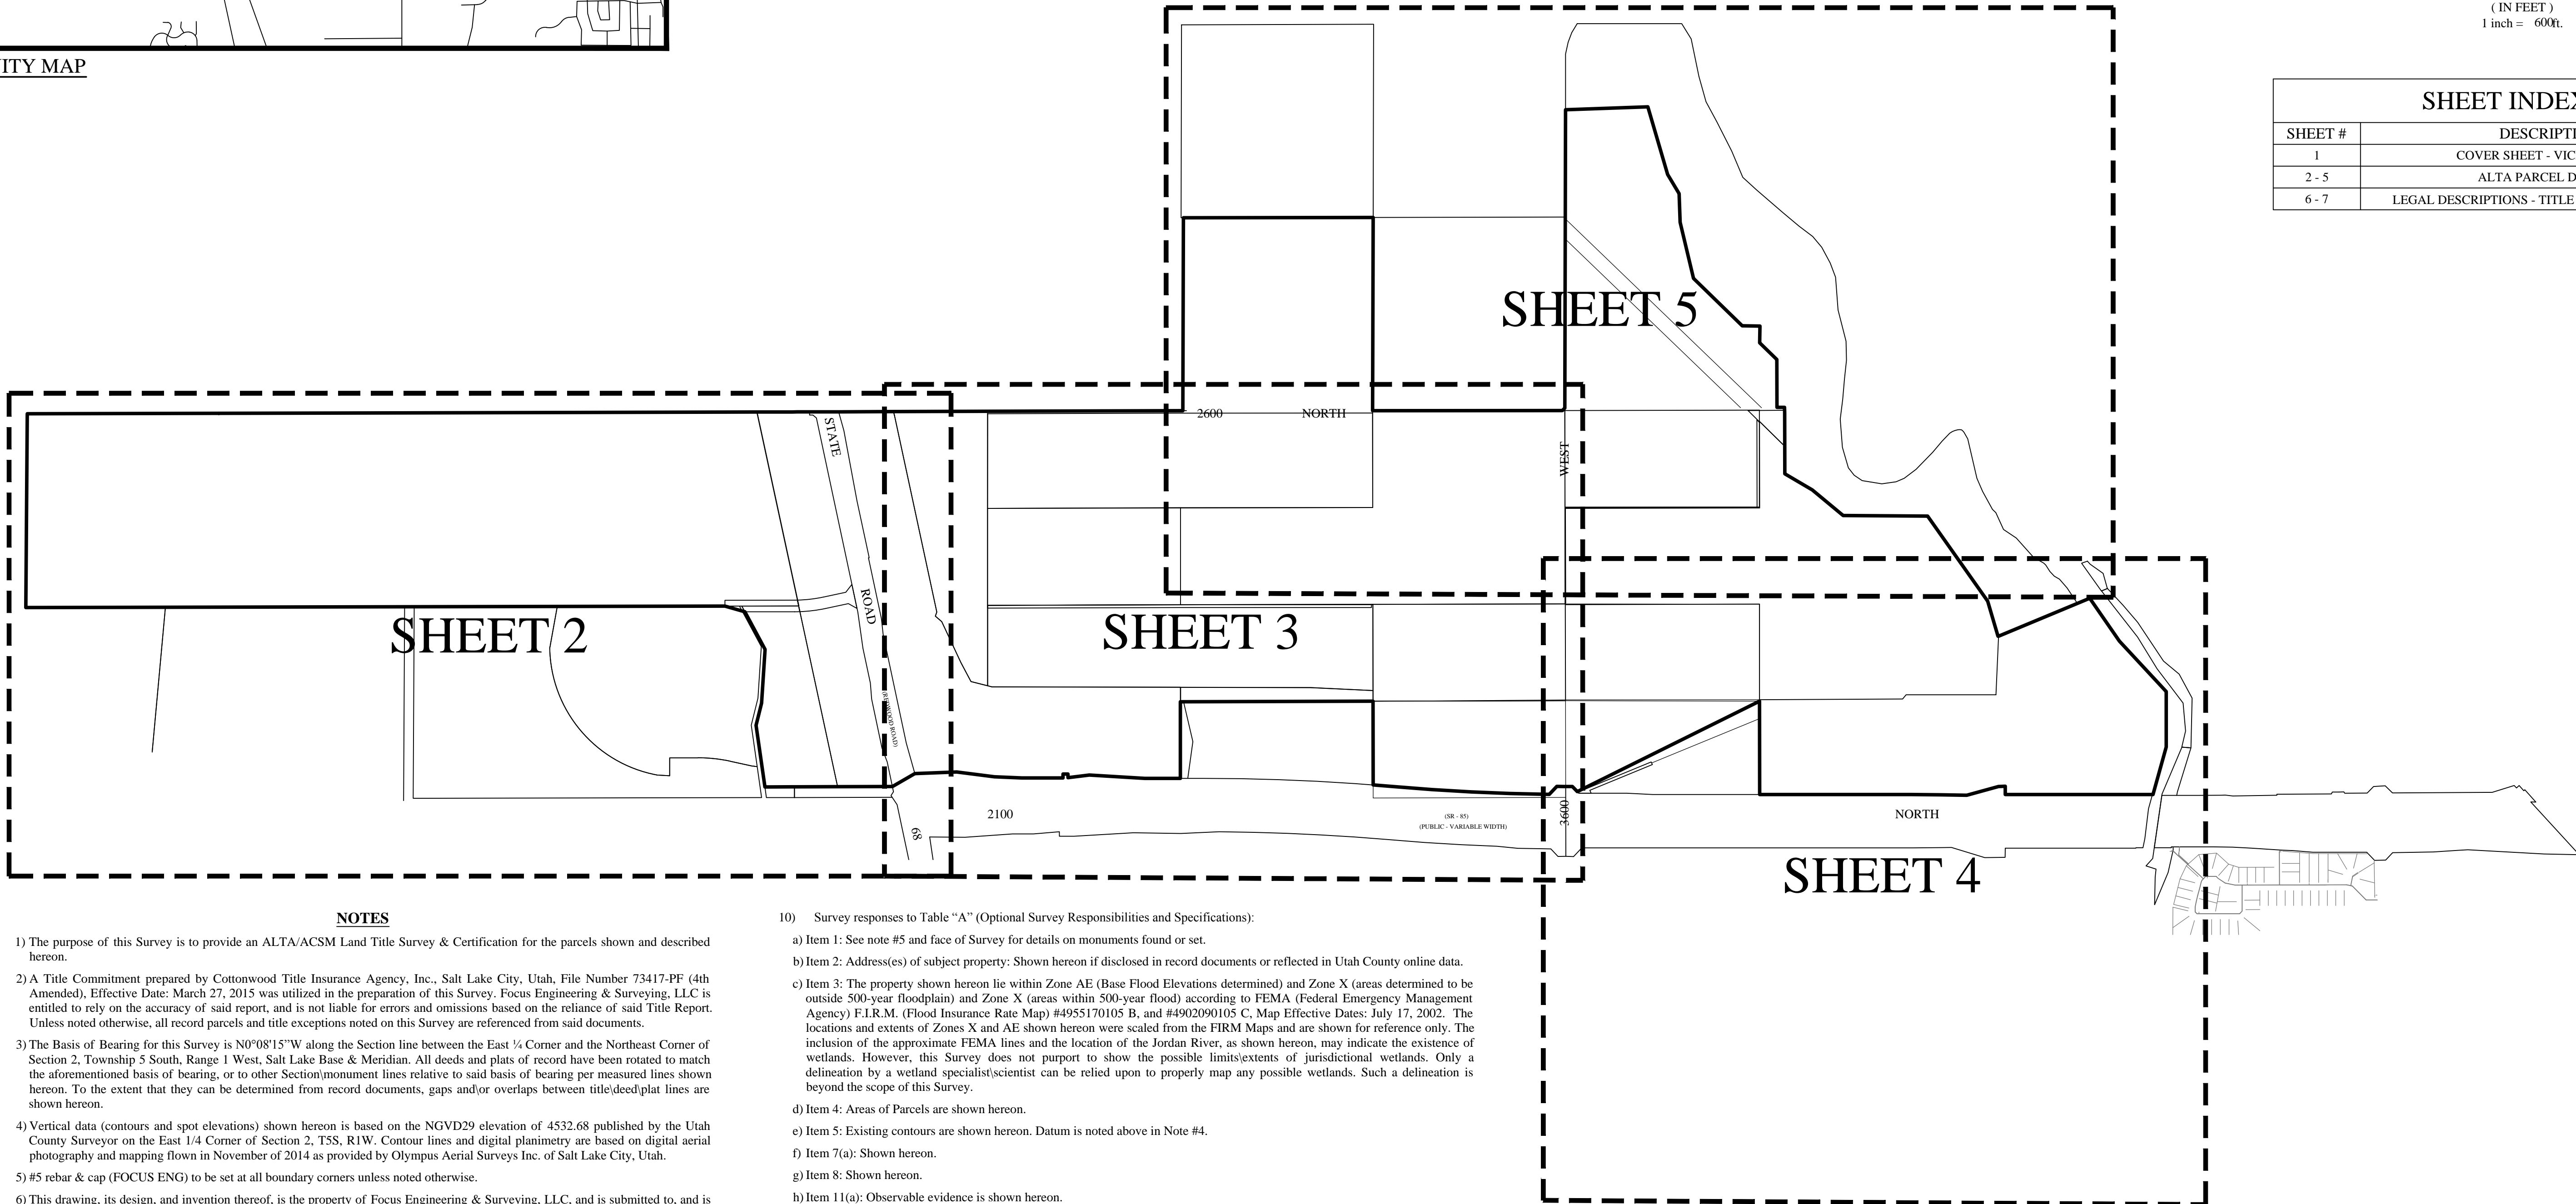 ( IN FEET )
1 inch = 600ft.
ITY MAP
SHEET INDEX
SHEET # DESCRIPTI
1 COVER SHEET - VIC
2 - 5 ALTA PARCEL D
6 - 7 LEGAL DESCRIPTIONS - TITLE
SHEET 5
2600 NORTH
STATE
WEST
ROAD
SHEET 2
SHEET 3
(REDWOOD ROAD)
68
2100
(SR - 85)
(PUBLIC - VARIABLE WIDTH)
3600
NORTH
SHEET 4
NOTES
1) The purpose of this Survey is to provide an ALTA/ACSM Land Title Survey & Certification for the parcels shown and described
hereon.
2) A Title Commitment prepared by Cottonwood Title Insurance Agency, Inc., Salt Lake City, Utah, File Number 73417-PF (4th
Amended), Effective Date: March 27, 2015 was utilized in the preparation of this Survey. Focus Engineering & Surveying, LLC is
entitled to rely on the accuracy of said report, and is not liable for errors and omissions based on the reliance of said Title Report.
Unless noted otherwise, all record parcels and title exceptions noted on this Survey are referenced from said documents.
3) The Basis of Bearing for this Survey is N0°08'15”W along the Section line between the East ¼ Corner and the Northeast Corner of
Section 2, Township 5 South, Range 1 West, Salt Lake Base & Meridian. All deeds and plats of record have been rotated to match
the aforementioned basis of bearing, or to other Section\monument lines relative to said basis of bearing per measured lines shown
hereon. To the extent that they can be determined from record documents, gaps and\or overlaps between title\deed\plat lines are
shown hereon.
4) Vertical data (contours and spot elevations) shown hereon is based on the NGVD29 elevation of 4532.68 published by the Utah
County Surveyor on the East 1/4 Corner of Section 2, T5S, R1W. Contour lines and digital planimetry are based on digital aerial
photography and mapping flown in November of 2014 as provided by Olympus Aerial Surveys Inc. of Salt Lake City, Utah.
5) #5 rebar & cap (FOCUS ENG) to be set at all boundary corners unless noted otherwise.
6) This drawing, its design, and invention thereof, is the property of Focus Engineering & Surveying, LLC, and is submitted to, and is
10) Survey responses to Table “A” (Optional Survey Responsibilities and Specifications):
a) Item 1: See note #5 and face of Survey for details on monuments found or set.
b) Item 2: Address(es) of subject property: Shown hereon if disclosed in record documents or reflected in Utah County online data.
c) Item 3: The property shown hereon lie within Zone AE (Base Flood Elevations determined) and Zone X (areas determined to be
outside 500-year floodplain) and Zone X (areas within 500-year flood) according to FEMA (Federal Emergency Management
Agency) F.I.R.M. (Flood Insurance Rate Map) #4955170105 B, and #4902090105 C, Map Effective Dates: July 17, 2002. The
locations and extents of Zones X and AE shown hereon were scaled from the FIRM Maps and are shown for reference only. The
inclusion of the approximate FEMA lines and the location of the Jordan River, as shown hereon, may indicate the existence of
wetlands. However, this Survey does not purport to show the possible limits\extents of jurisdictional wetlands. Only a
delineation by a wetland specialist\scientist can be relied upon to properly map any possible wetlands. Such a delineation is
beyond the scope of this Survey.
d) Item 4: Areas of Parcels are shown hereon.
e) Item 5: Existing contours are shown hereon. Datum is noted above in Note #4.
f) Item 7(a): Shown hereon.
g) Item 8: Shown hereon.
h) Item 11(a): Observable evidence is shown hereon.